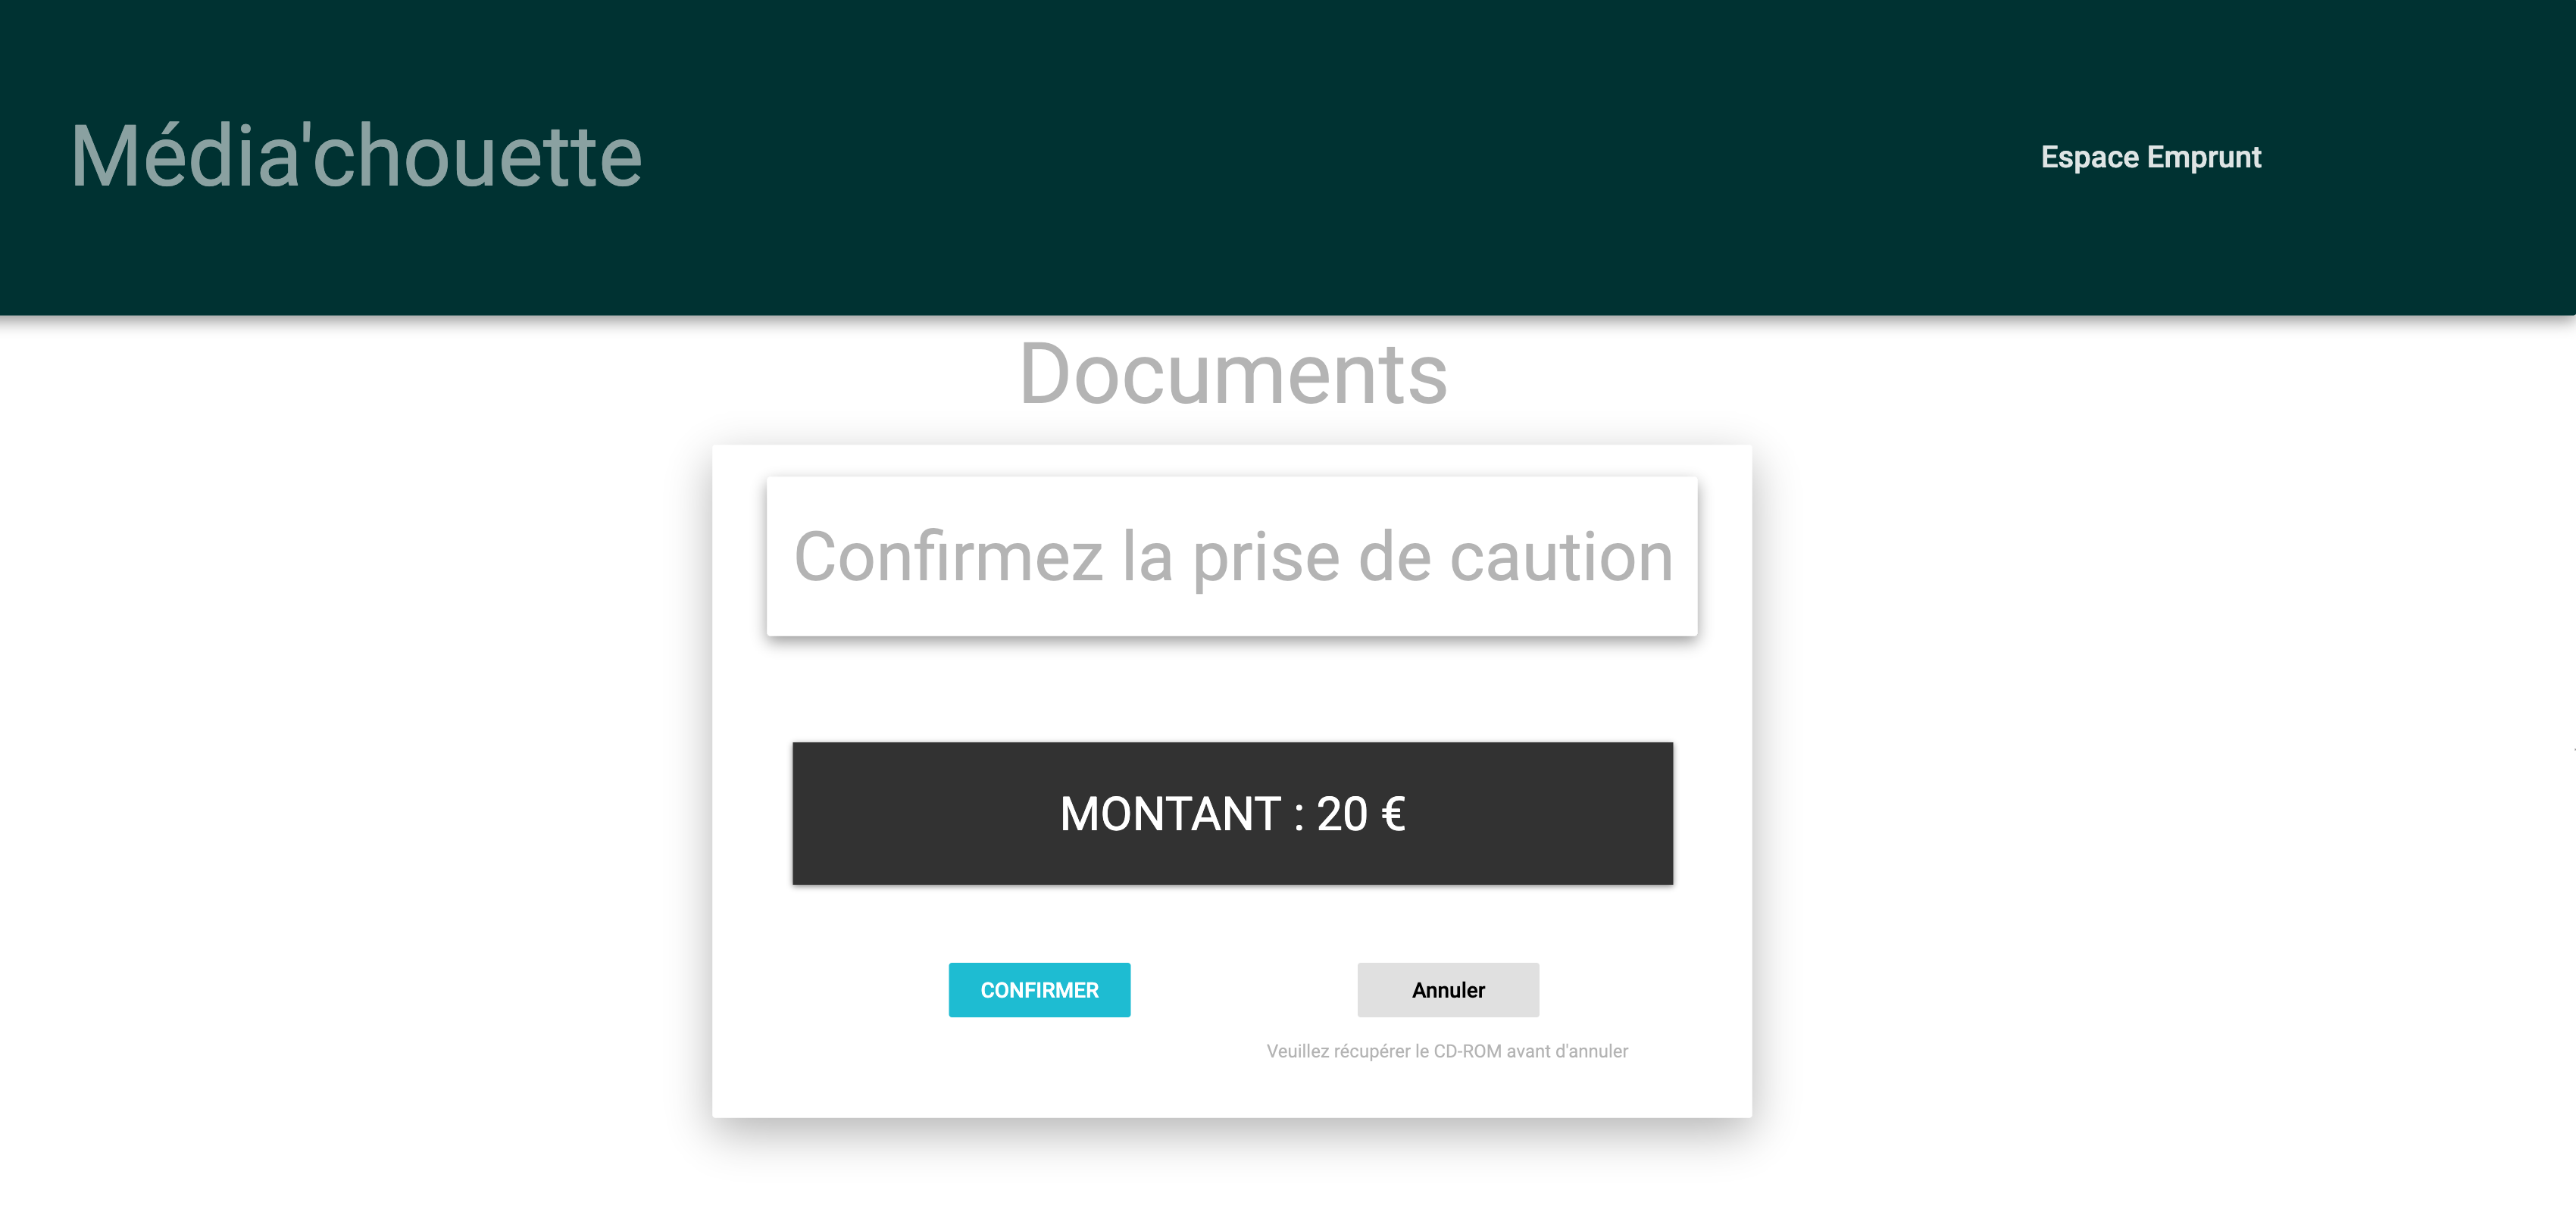 Média'chouette
Espace Emprunt
Documents
Confirmez la prise de caution
MONTANT : 20 €
CONFIRMER
Annuler
Veuillez récupérer le CD-ROM avant d'annuler